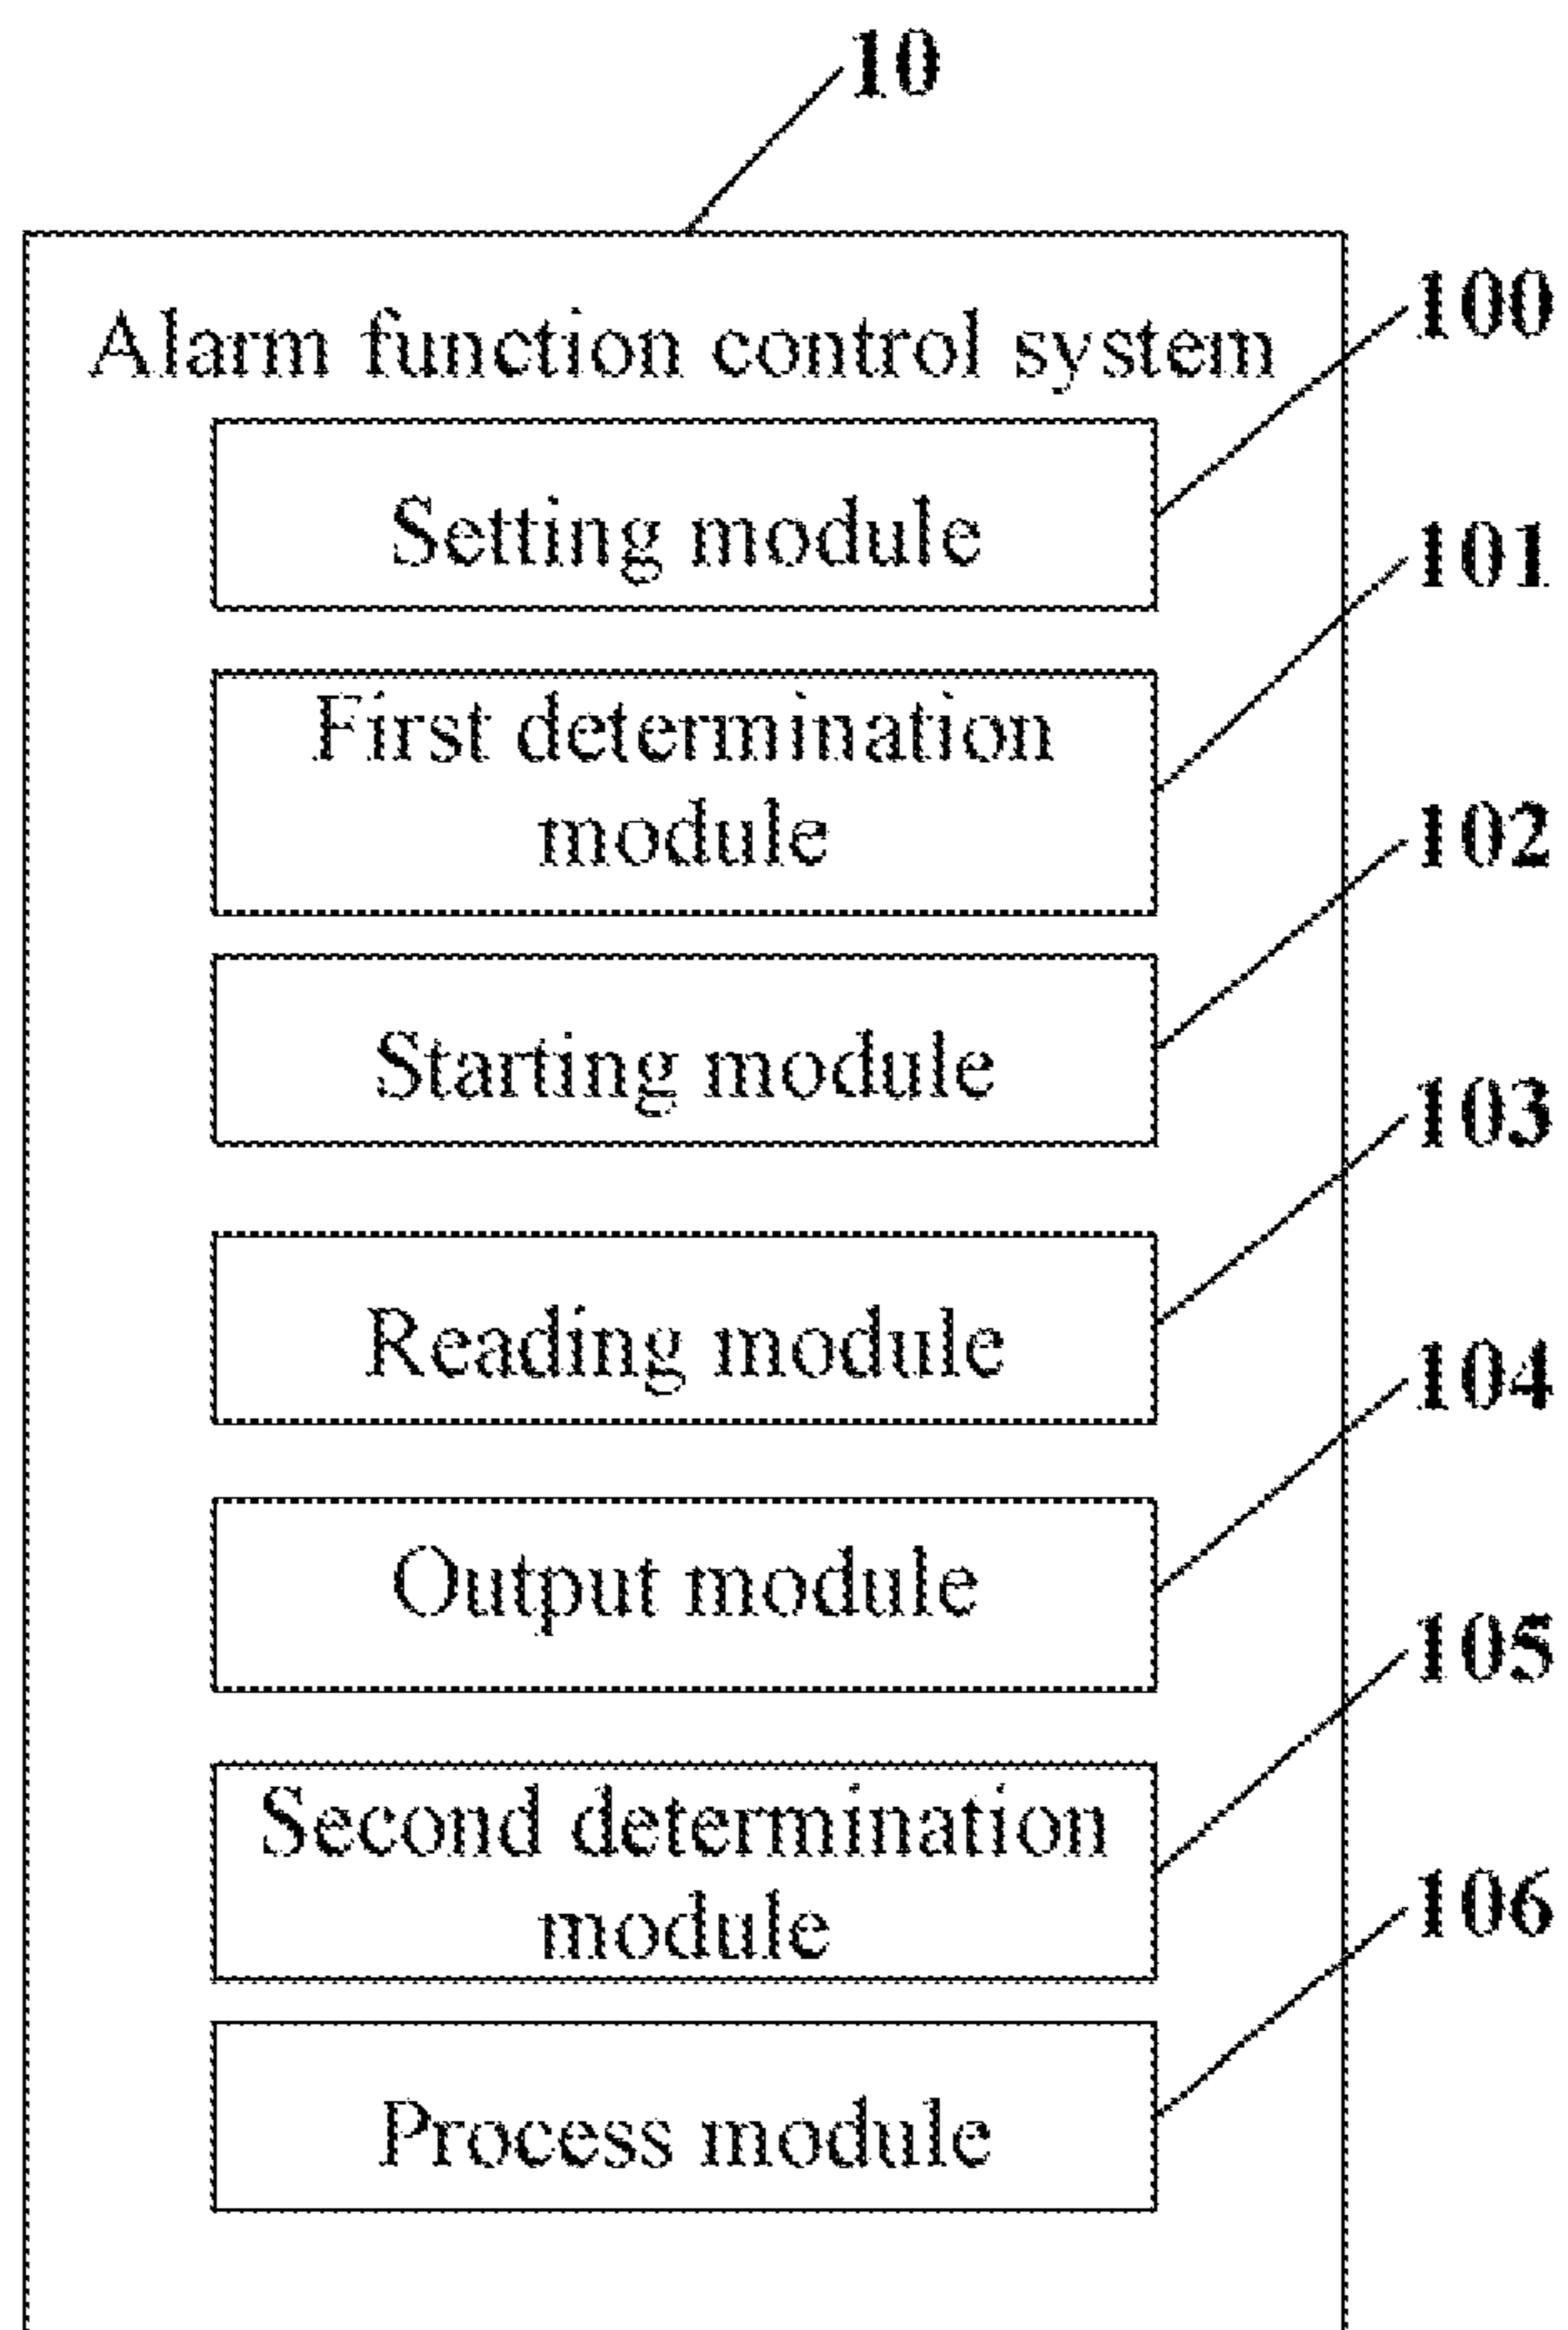 10
Alarm function control system
100
Setting module
101
First determination
module
102
Starting module
103
Reading module
104
Output module
105
Second determination
module
106
Process module